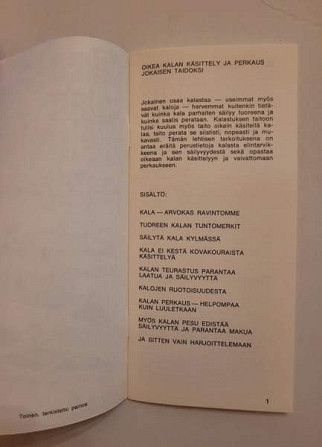 OIKEA KALAN KÄSITTELY JA PERKAUS
JOKAISEN TAIDOKSI
Jokainen osaa kalastaa — useimmat myös
saavat kaloja — harvemmat kuitenkin tietä-
vät kuinka kala parhaiten säilyy tuoreena ja
kuinka saalis perataan. Kalastuksen taitoon
tulisi kuulua myös taito oikein käsitellä ka-
laa, taito perata se siististi, nopeasti ja mu-
kavasti. Tämän lehtisen tarkoituksena on
antaa eräitä perustietoja kalasta elintarvik-
keena ja sen säilyvyydestä sekä opastaa
oikeaan kalan käsittelyyn ja vaivattomaan
perkaukseen.
SISÄLTÖ:
KALA — ARVOKAS RAVINTOMME
TUOREEN KALAN TUNTOMERKIT
SÄILYTÄ KALA KYLMÄSSÄ
KALA EI KESTÄ KOVAKOURAISTA
KÄSITTELYÄ
KALAN TEURASTUS PARANTAA
LAATUA JA SÄILYVYYTTÄ
KALOJEN RUOTOISUUDESTA
KALAN PERKAUS — HELPOMPAA
KUIN LUULETKAAN
MYÖS KALAN PESU EDISTÄÄ
SÄILYVYYTTÄ JA PARANTAA MAKUA
JA SITTEN VAIN HARJOITTELEMAAN
1
Toinen, tarkistettu painos